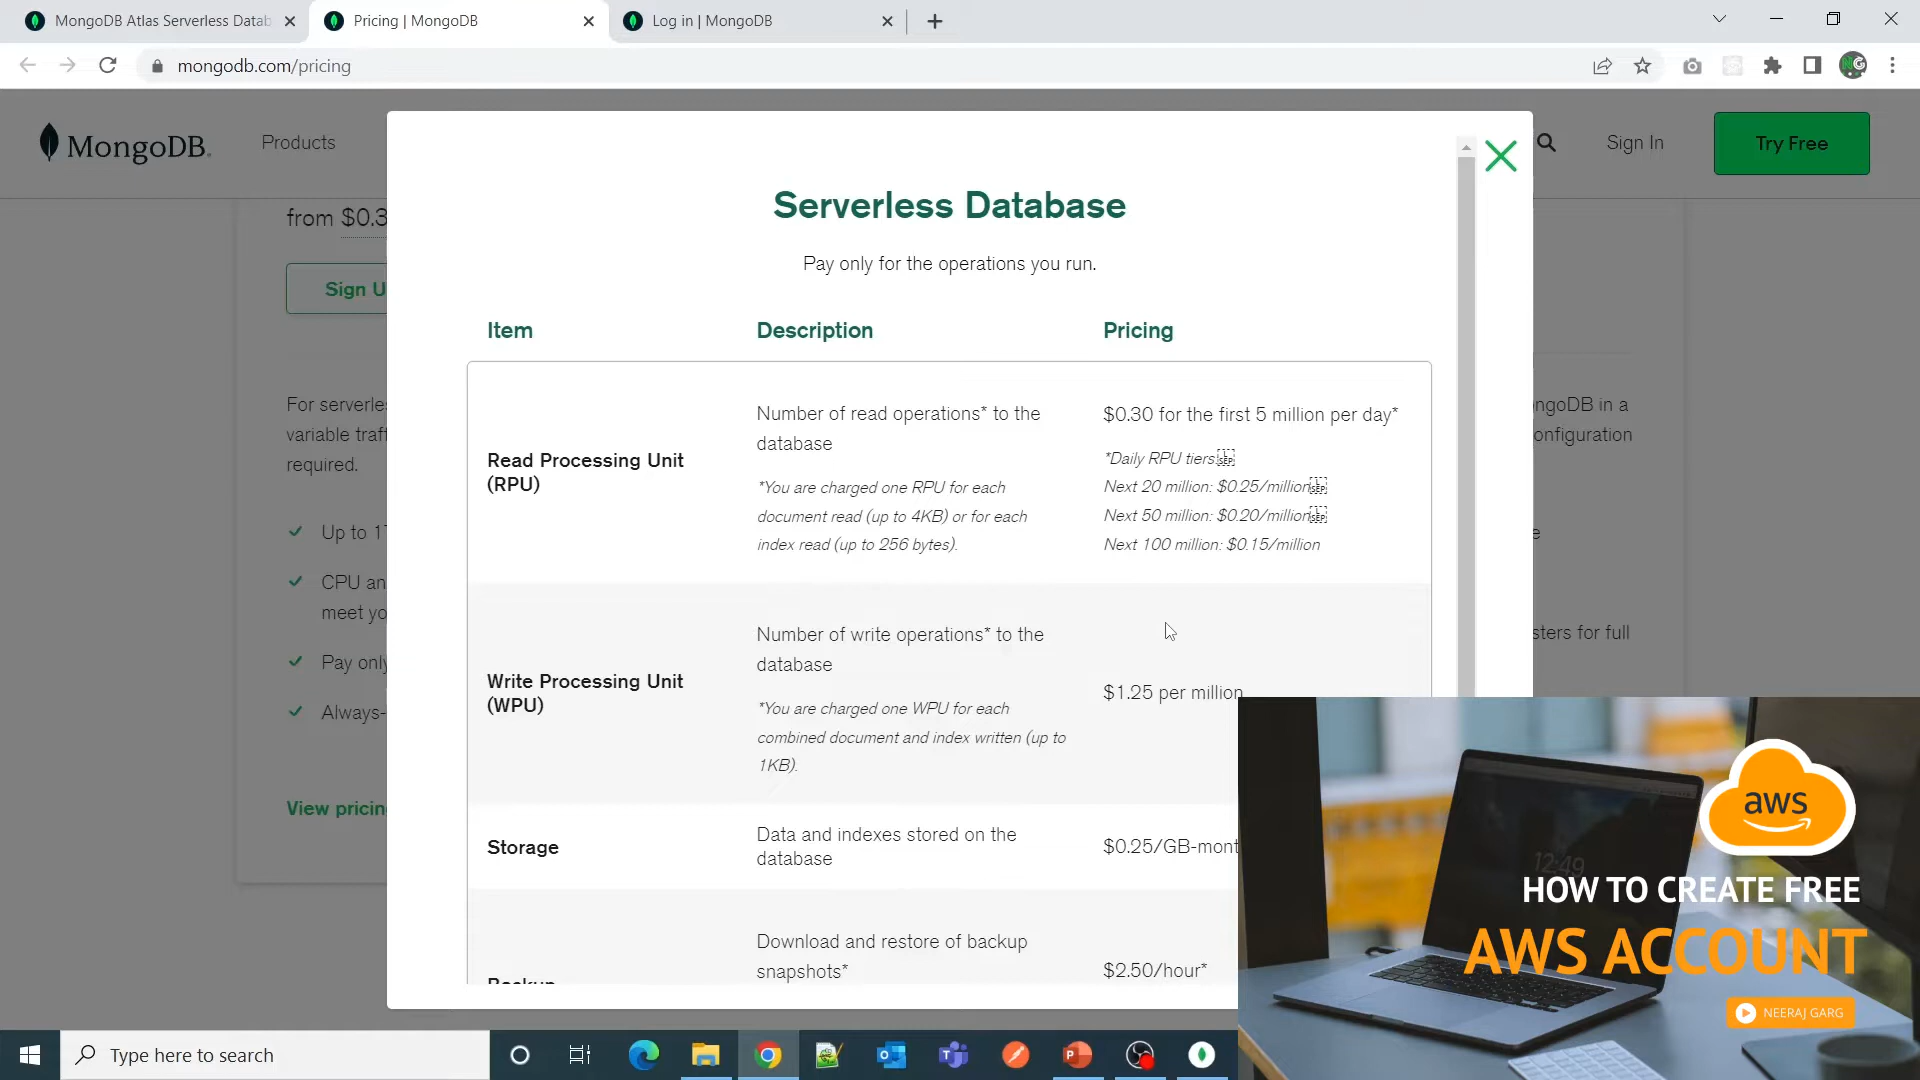 MongoDB Atlas Serverless Datab
Pricing | MongoDB
Log in | MongoDB
mongodb.com/pricing
MongoDB.
Products
Sign In
Try Free
from $0.3
Sign U
For serverle
variable traff
required.
Up to 1
CPU an
meet yo
Pay only
Always-
View pricin
ngoDB in a
onfiguration
e
sters for full
Serverless Database
Pay only for the operations you run.
Item Description Pricing
Read Processing Unit
(RPU)
Number of read operations* to the
database
*You are charged one RPU for each
document read (up to 4KB) or for each
index read (up to 256 bytes).
$0.30 for the first 5 million per day*
*Daily RPU tiers
Next 20 million: $0.25/million
Next 50 million: $0.20/million
Next 100 million: $0.15/million
Write Processing Unit
(WPU)
Number of write operations* to the
database
*You are charged one WPU for each
combined document and index written (up to
1KB).
$1.25 per million
Storage
Data and indexes stored on the
database
$0.25/GB-mont
Backup
Download and restore of backup
snapshots*
$2.50/hour*
aws
12:49
HOW TO CREATE FREE
AWS ACCOUNT
NEERAJ GARG
Type here to search